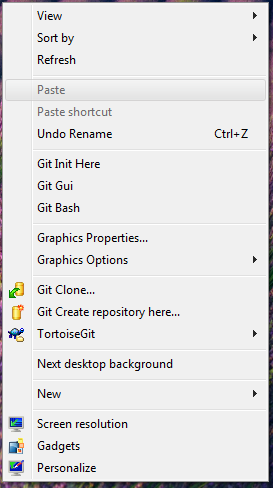 View
Sort by
Refresh
Paste
Paste shortcut
Undo Rename Ctrl+Z
Git Init Here
Git Gui
Git Bash
Graphics Properties...
Graphics Options
Git Clone...
Git Create repository here...
TortoiseGit
Next desktop background
New
Screen resolution
Gadgets
Personalize